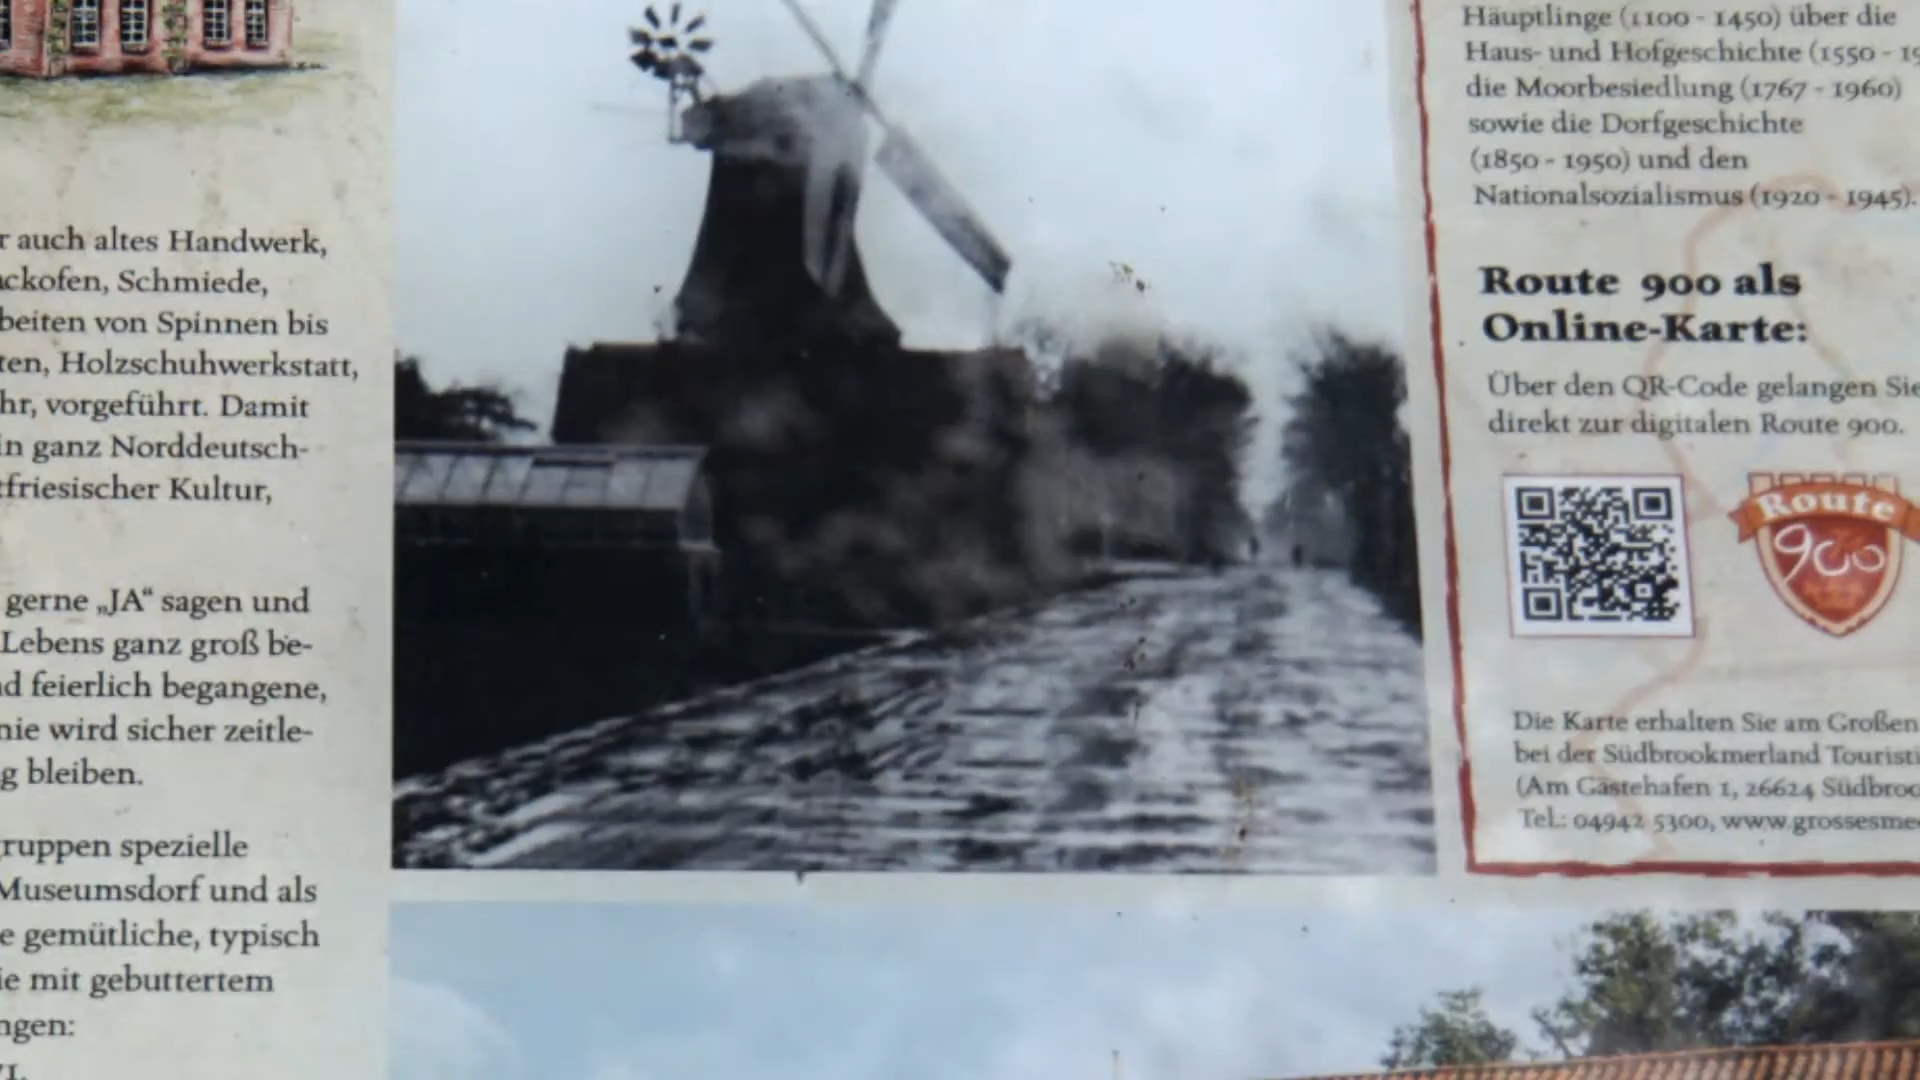 r auch altes Handwerk,
ckofen, Schmiede,
beiten von Spinnen bis
ten, Holzschuhwerkstatt,
hr, vorgeführt. Damit
in ganz Norddeutsch-
tfriesischer Kultur,
gerne „JA“ sagen und
Lebens ganz groß be-
nd feierlich begangene,
nie wird sicher zeitle-
g bleiben.
gruppen spezielle
Museumsdorf und als
e gemütliche, typisch
ie mit gebuttertem
ngen:
Häuptlinge (1100 - 1450) über die
Haus- und Hofgeschichte (1550 - 19
die Moorbesiedlung (1767 - 1960)
sowie die Dorfgeschichte
(1850 - 1950) und den
Nationalsozialismus (1920 - 1945).
Route 900 als
Online-Karte:
Über den QR-Code gelangen Sie
direkt zur digitalen Route 900.
Route
900
Die Karte erhalten Sie am Großen
bei der Südbrookmerland Touristi
(Am Gästehafen 1, 26624 Südbroo
Tel.: 04942 5300, www.grossesmee